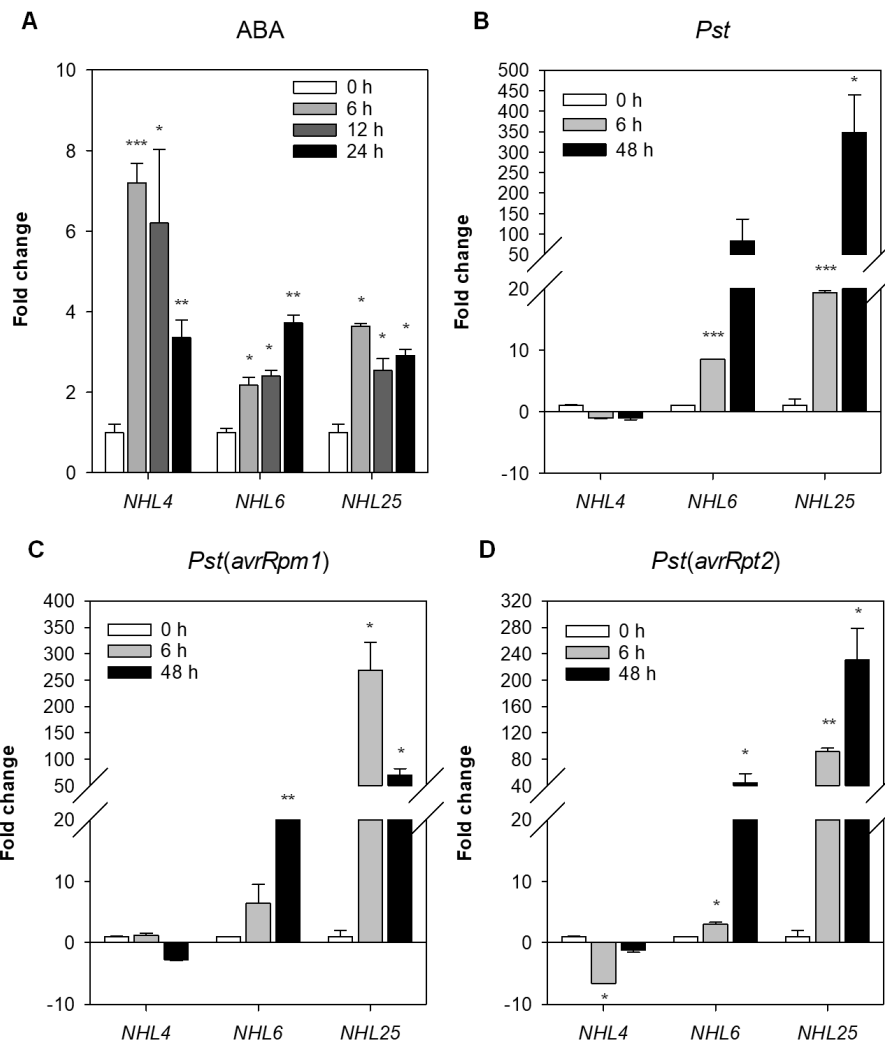 A
ABA
Fold change
10
8
6
4
2
0
0 h
6 h
12 h
24 h
***
*
**
*
*
**
*
*
*
NHL4
NHL6
NHL25
B
Pst
Fold change
500
450
400
350
300
250
200
150
100
50
20
10
0
-10
0 h
6 h
48 h
***
***
*
NHL4
NHL6
NHL25
C
Pst(avrRpm1)
Fold change
400
350
300
250
200
150
100
50
20
10
0
-10
0 h
6 h
48 h
**
*
*
NHL4
NHL6
NHL25
D
Pst(avrRpt2)
Fold change
320
280
240
200
160
120
80
40
20
10
0
-10
0 h
6 h
48 h
*
*
*
**
*
NHL4
NHL6
NHL25